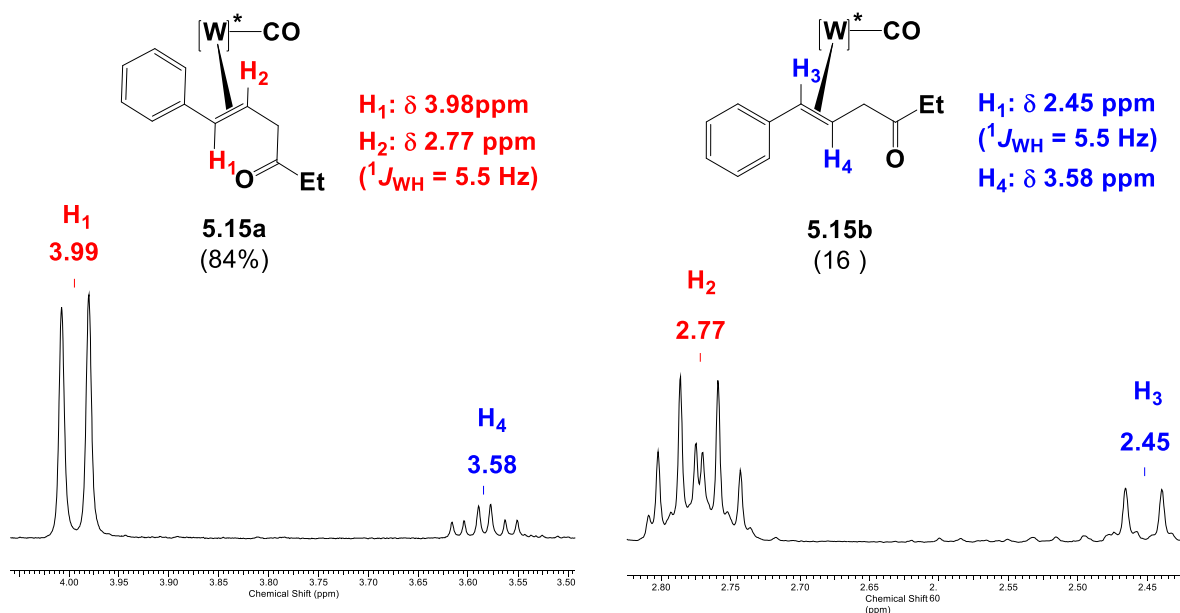 [W]*—CO
H₂
H₁
O
Et
5.15a
(84%)
H₁: δ 3.98ppm
H₂: δ 2.77 ppm
(¹J_WH = 5.5 Hz)
[W]*—CO
H₃
H₄
Et
O
5.15b
(16 )
H₁: δ 2.45 ppm
(¹J_WH = 5.5 Hz)
H₄: δ 3.58 ppm
H₁
3.99
H₄
3.58
4.00 3.95 3.90 3.85 3.80 3.75 3.70 3.65 3.60 3.55 3.50
Chemical Shift (ppm)
H₂
2.77
H₃
2.45
2.80 2.75 2.70 2.65 2. 2.55 2.50 2.45
Chemical Shift 60
(ppm)